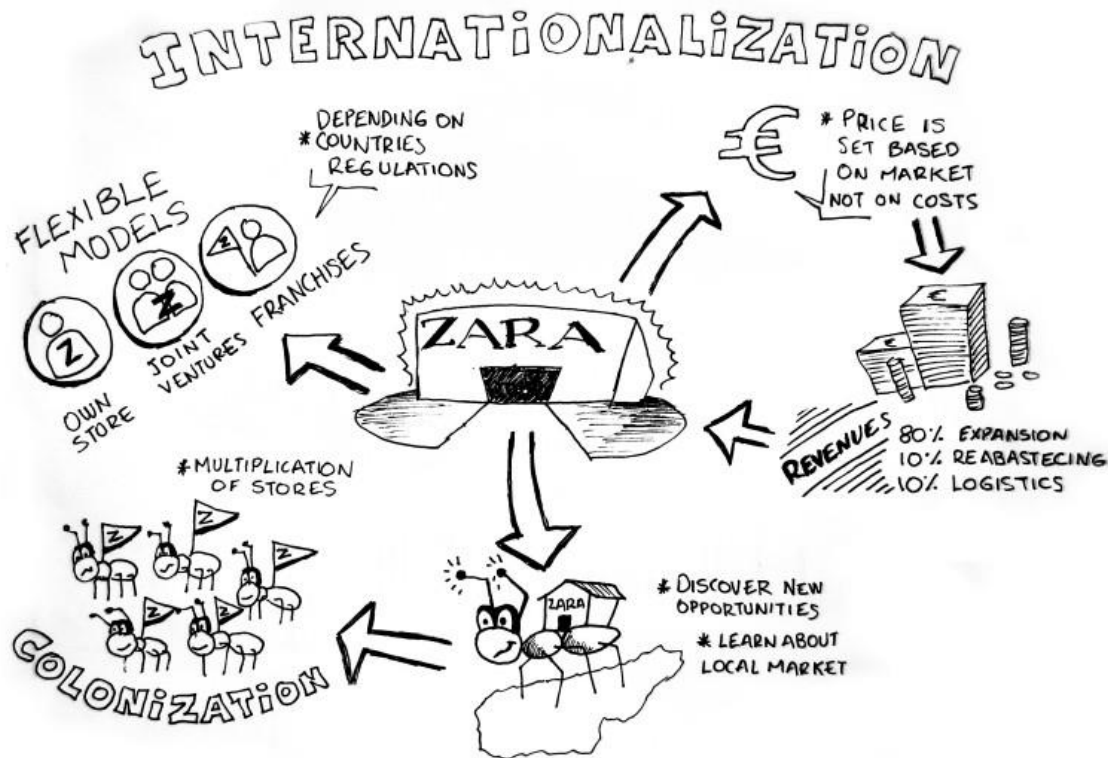 INTERNATIONALIZATION
DEPENDING ON
* COUNTRIES
REGULATIONS
FLEXIBLE
MODELS
Z
Z
Z
OWN
STORE
JOINT
VENTURES
FRANCHISES
€
* PRICE IS
SET BASED
ON MARKET
NOT ON COSTS
ZARA
€
€
REVENUES
80% EXPANSION
10% REABASTECING
10% LOGISTICS
* MULTIPLICATION
OF STORES
Z
Z
Z
Z
Z
COLONIZATION
ZARA
* DISCOVER NEW
OPPORTUNITIES
* LEARN ABOUT
LOCAL MARKET